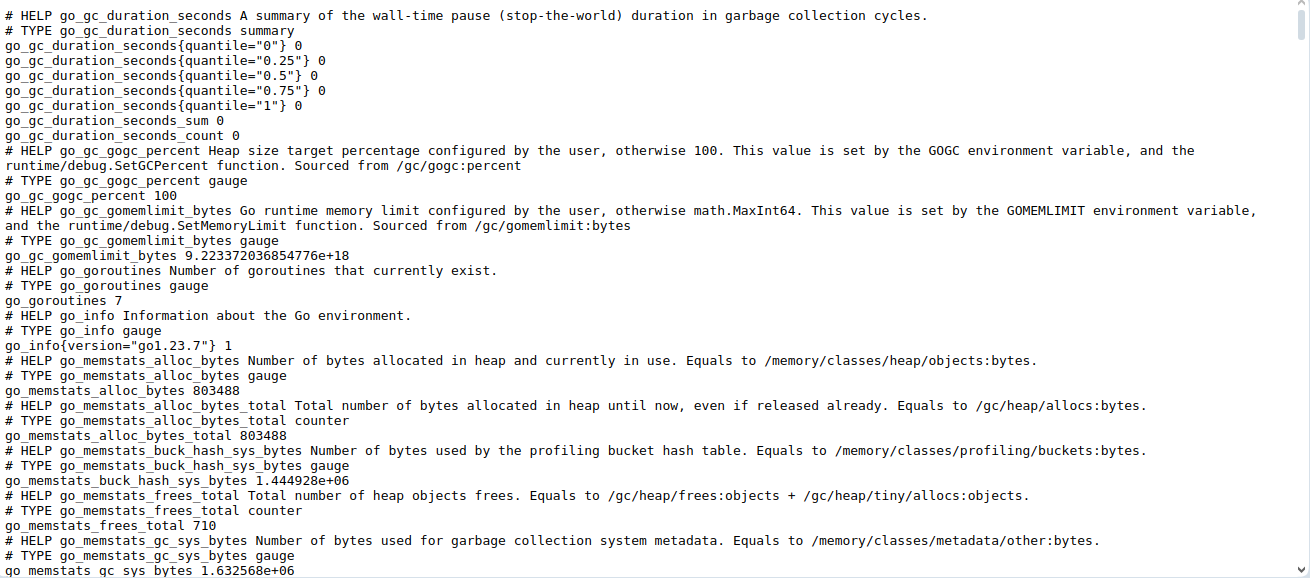 # HELP go_gc_duration_seconds A summary of the wall-time pause (stop-the-world) duration in garbage collection cycles.
# TYPE go_gc_duration_seconds summary
go_gc_duration_seconds{quantile="0"} 0
go_gc_duration_seconds{quantile="0.25"} 0
go_gc_duration_seconds{quantile="0.5"} 0
go_gc_duration_seconds{quantile="0.75"} 0
go_gc_duration_seconds{quantile="1"} 0
go_gc_duration_seconds_sum 0
go_gc_duration_seconds_count 0
# HELP go_gc_gogc_percent Heap size target percentage configured by the user, otherwise 100. This value is set by the GOGC environment variable, and the
runtime/debug.SetGCPercent function. Sourced from /gc/gogc:percent
# TYPE go_gc_gogc_percent gauge
go_gc_gogc_percent 100
# HELP go_gc_gomemlimit_bytes Go runtime memory limit configured by the user, otherwise math.MaxInt64. This value is set by the GOMEMLIMIT environment variable,
and the runtime/debug.SetMemoryLimit function. Sourced from /gc/gomemlimit:bytes
# TYPE go_gc_gomemlimit_bytes gauge
go_gc_gomemlimit_bytes 9.223372036854776e+18
# HELP go_goroutines Number of goroutines that currently exist.
# TYPE go_goroutines gauge
go_goroutines 7
# HELP go_info Information about the Go environment.
# TYPE go_info gauge
go_info{version="go1.23.7"} 1
# HELP go_memstats_alloc_bytes Number of bytes allocated in heap and currently in use. Equals to /memory/classes/heap/objects:bytes.
# TYPE go_memstats_alloc_bytes gauge
go_memstats_alloc_bytes 803488
# HELP go_memstats_alloc_bytes_total Total number of bytes allocated in heap until now, even if released already. Equals to /gc/heap/allocs:bytes.
# TYPE go_memstats_alloc_bytes_total counter
go_memstats_alloc_bytes_total 803488
# HELP go_memstats_buck_hash_sys_bytes Number of bytes used by the profiling bucket hash table. Equals to /memory/classes/profiling/buckets:bytes.
# TYPE go_memstats_buck_hash_sys_bytes gauge
go_memstats_buck_hash_sys_bytes 1.444928e+06
# HELP go_memstats_frees_total Total number of heap objects frees. Equals to /gc/heap/frees:objects + /gc/heap/tiny/allocs:objects.
# TYPE go_memstats_frees_total counter
go_memstats_frees_total 710
# HELP go_memstats_gc_sys_bytes Number of bytes used for garbage collection system metadata. Equals to /memory/classes/metadata/other:bytes.
# TYPE go_memstats_gc_sys_bytes gauge
go_memstats_gc_sys_bytes 1.632568e+06